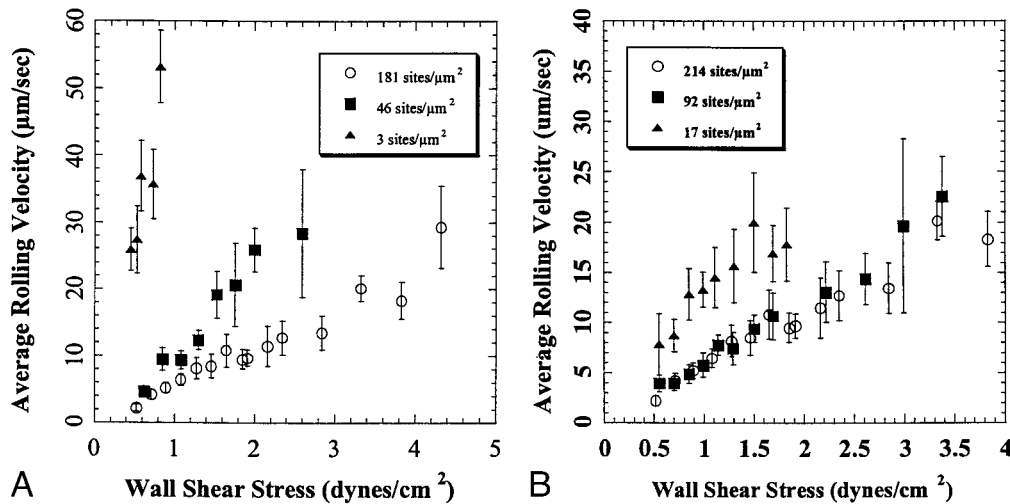 Average Rolling Velocity (µm/sec)
60
50
40
30
20
10
0
181 sites/µm2
46 sites/µm2
3 sites/µm2
0 1 2 3 4 5
Wall Shear Stress (dynes/cm2)
A
Average Rolling Velocity (um/sec)
40
35
30
25
20
15
10
5
0
214 sites/µm2
92 sites/µm2
17 sites/µm2
0 0.5 1 1.5 2 2.5 3 3.5 4
Wall Shear Stress (dynes/cm2)
B